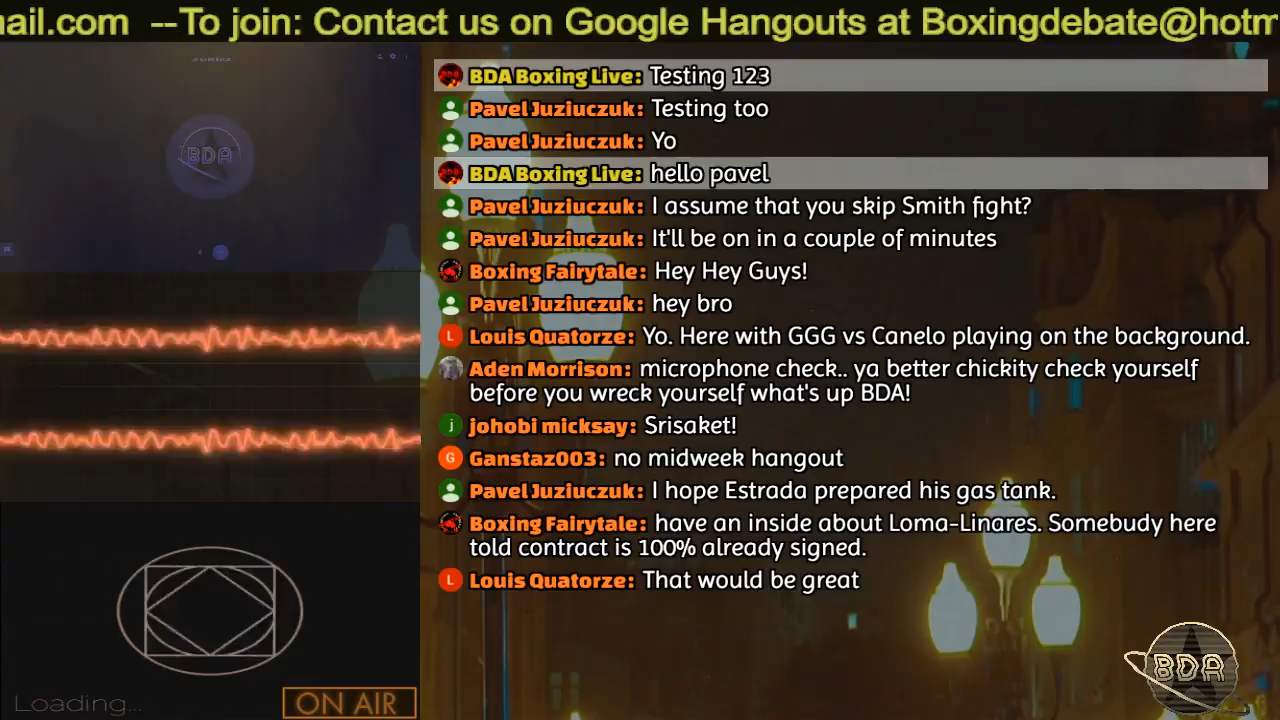 mail.com  --To join: Contact us on Google Hangouts at Boxingdebate@hotm
BDA
BDA Boxing Live: Testing 123
Pavel Juziuczuk: Testing too
Pavel Juziuczuk: Yo
BDA Boxing Live: hello pavel
Pavel Juziuczuk: I assume that you skip Smith fight?
Pavel Juziuczuk: It'll be on in a couple of minutes
Boxing Fairytale: Hey Hey Guys!
Pavel Juziuczuk: hey bro
L Louis Quatorze: Yo. Here with GGG vs Canelo playing on the background.
Aden Morrison: microphone check.. ya better chickity check yourself
before you wreck yourself what's up BDA!
j johobi micksay: Srisaket!
G Ganstaz003: no midweek hangout
Pavel Juziuczuk: I hope Estrada prepared his gas tank.
Boxing Fairytale: have an inside about Loma-Linares. Somebudy here
told contract is 100% already signed.
L Louis Quatorze: That would be great
Loading...
ON AIR
BDA